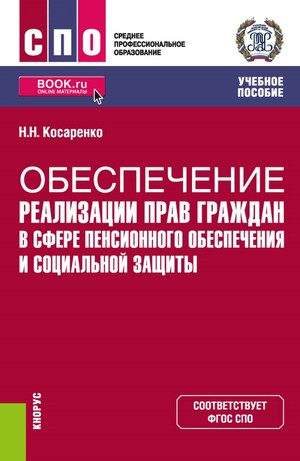 СПО
СРЕДНЕЕ
ПРОФЕССИОНАЛЬНОЕ
ОБРАЗОВАНИЕ
BOOK.ru
ONLINE МАТЕРИАЛЫ
УЧЕБНОЕ
ПОСОБИЕ
Н.Н. Косаренко
ОБЕСПЕЧЕНИЕ
РЕАЛИЗАЦИИ ПРАВ ГРАЖДАН
В СФЕРЕ ПЕНСИОННОГО ОБЕСПЕЧЕНИЯ
И СОЦИАЛЬНОЙ ЗАЩИТЫ
КНОРУС
СООТВЕТСТВУЕТ
ФГОС СПО